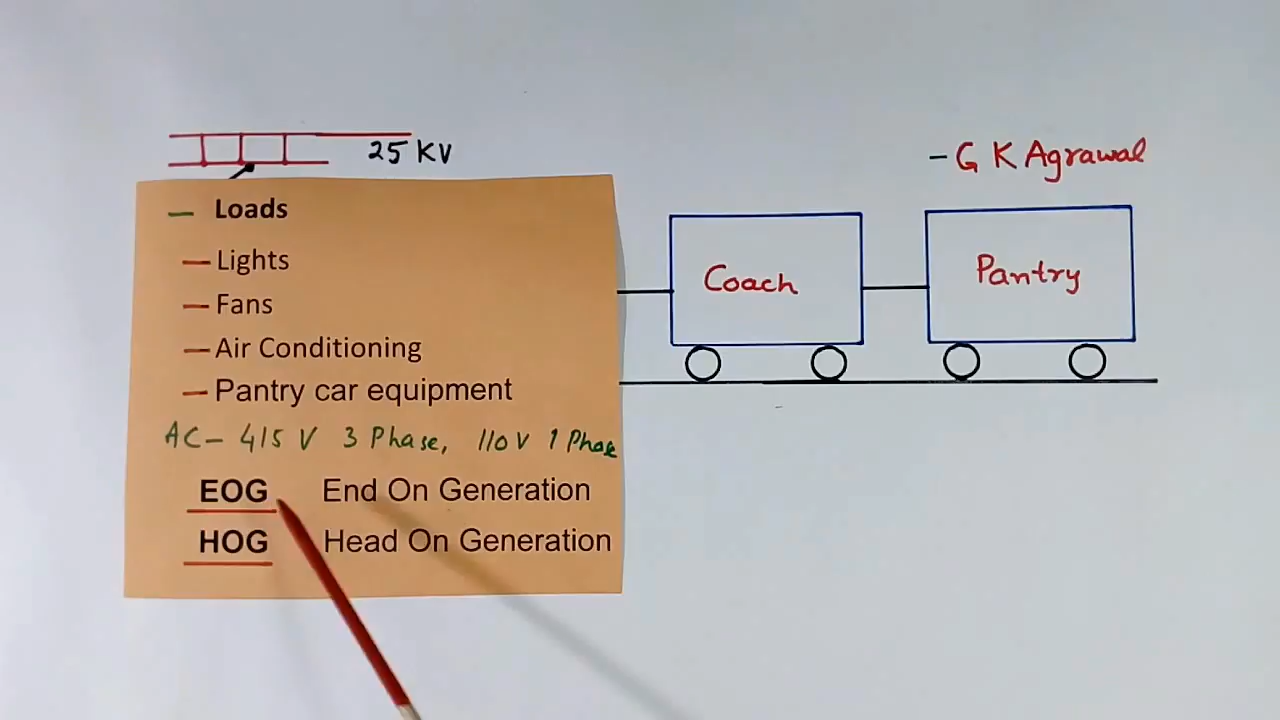 25 KV
- G K Agrawal
- Loads
- Lights
- Fans
- Air Conditioning
- Pantry car equipment
AC - 415 V 3 Phase, 110V 1 Phase
EOG End On Generation
HOG Head On Generation
Coach
Pantry